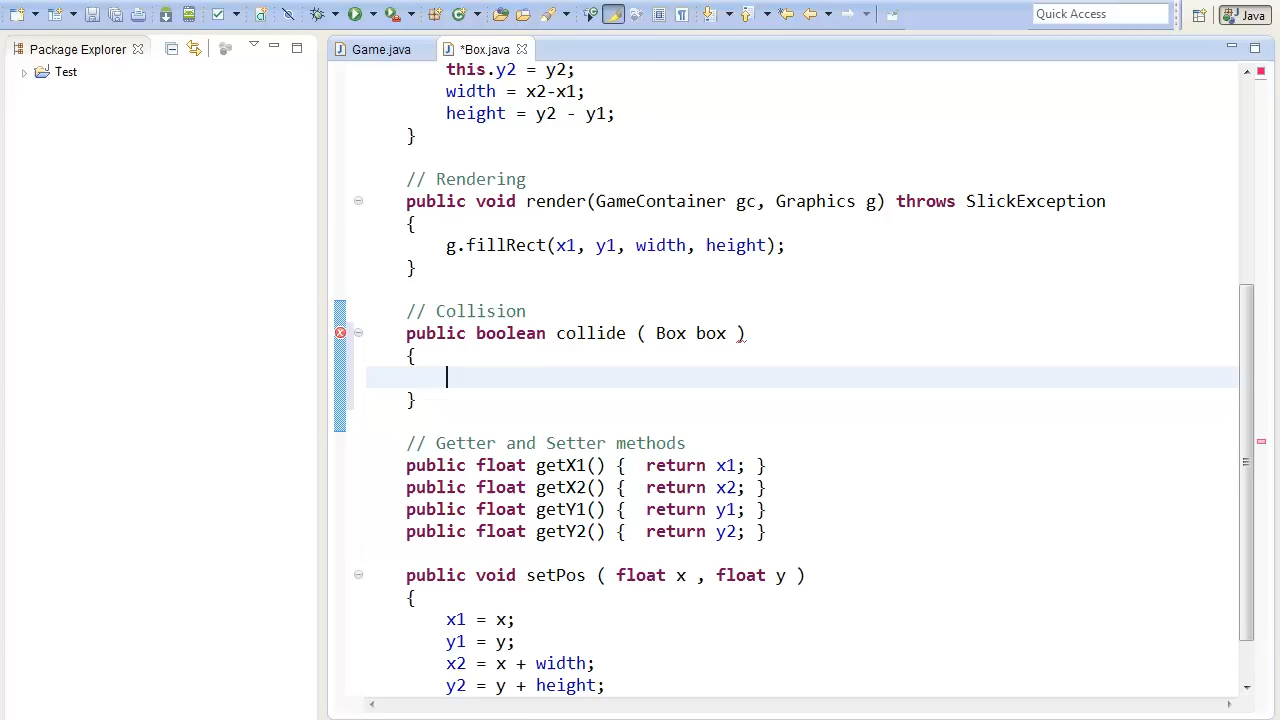 Quick Access
Java
Package Explorer
Game.java
*Box.java
Test
this.y2 = y2;
width = x2-x1;
height = y2 - y1;
}
// Rendering
public void render(GameContainer gc, Graphics g) throws SlickException
{
g.fillRect(x1, y1, width, height);
}
// Collision
public boolean collide ( Box box )
{
}
// Getter and Setter methods
public float getX1() {  return x1; }
public float getX2() {  return x2; }
public float getY1() {  return y1; }
public float getY2() {  return y2; }
public void setPos ( float x , float y )
{
x1 = x;
y1 = y;
x2 = x + width;
y2 = y + height;